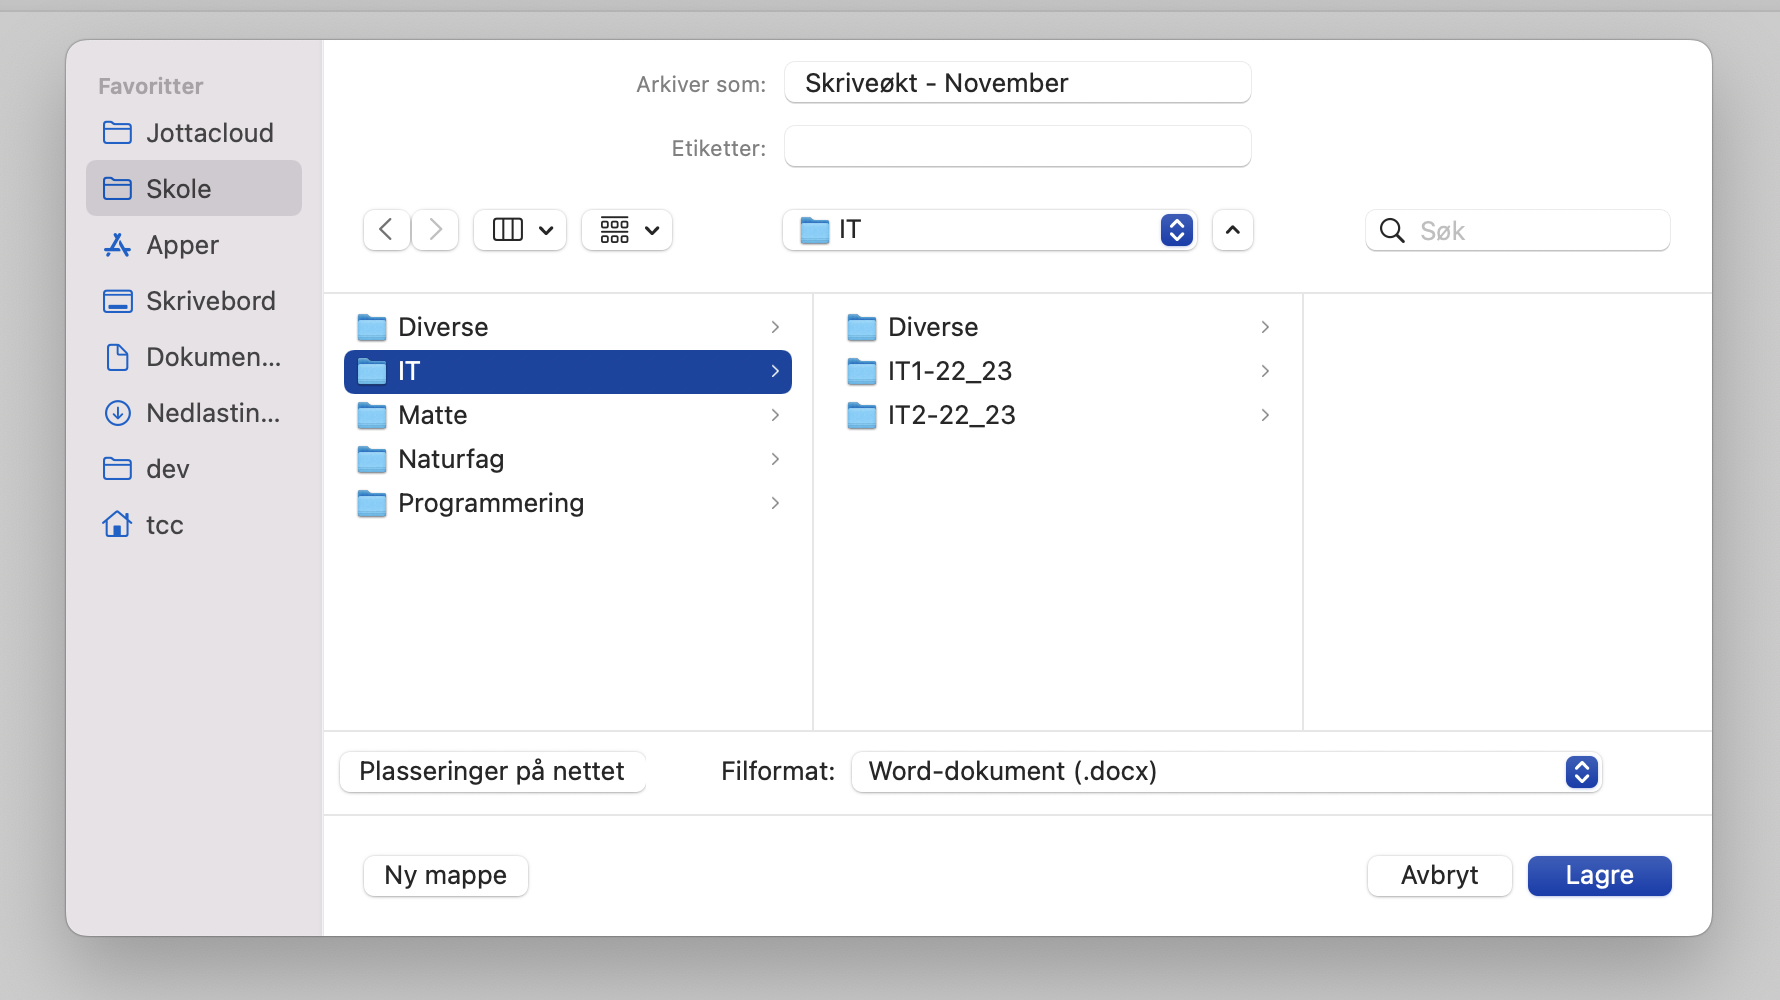 Favoritter
Jottacloud
Skole
Apper
Skrivebord
Dokumen...
Nedlastin...
dev
tcc
Arkiver som: Skriveøkt - November
Etiketter:
IT
Søk
Diverse
IT
Matte
Naturfag
Programmering
Diverse
IT1-22_23
IT2-22_23
Plasseringer på nettet
Filformat: Word-dokument (.docx)
Ny mappe
Avbryt
Lagre